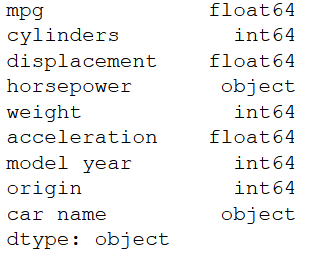 mpg float64
cylinders int64
displacement float64
horsepower object
weight int64
acceleration float64
model year int64
origin int64
car name object
dtype: object